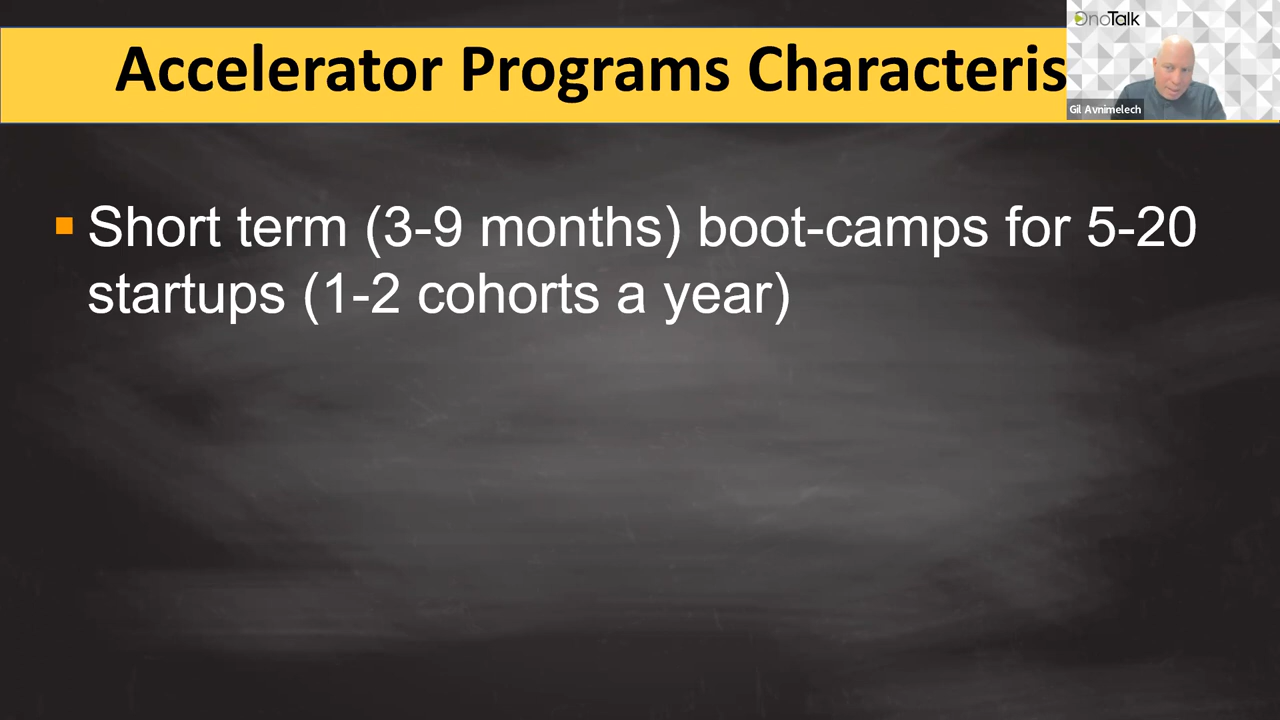 Accelerator Programs Characteris
OnoTalk
Gil Avnimelech
Short term (3-9 months) boot-camps for 5-20
startups (1-2 cohorts a year)